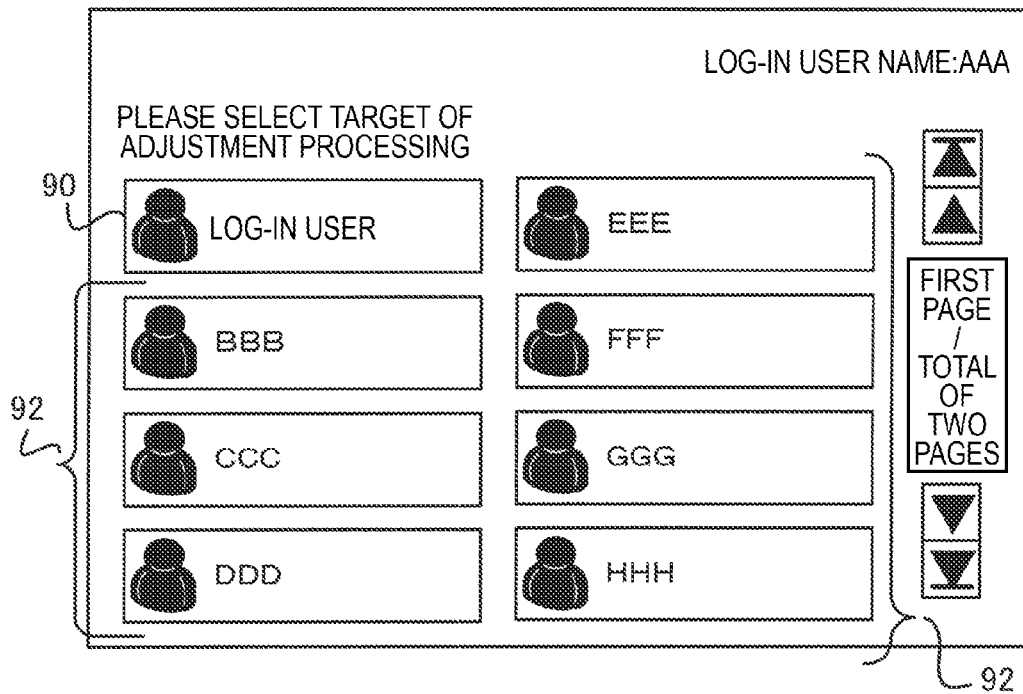 LOG-IN USER NAME:AAA
PLEASE SELECT TARGET OF
ADJUSTMENT PROCESSING
90
LOG-IN USER
EEE
BBB
FFF
92
CCC
GGG
DDD
HHH
FIRST
PAGE
/
TOTAL
OF
TWO
PAGES
92